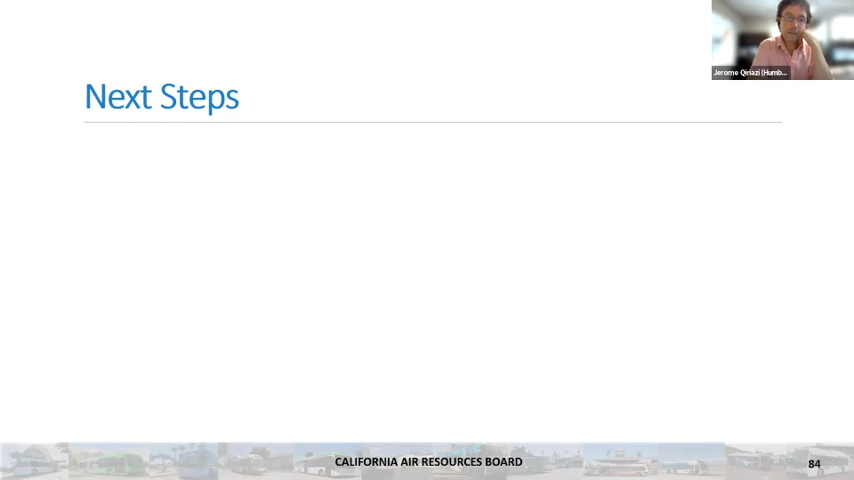 Jerome Qiriazi (Humb...
Next Steps
CALIFORNIA AIR RESOURCES BOARD
84